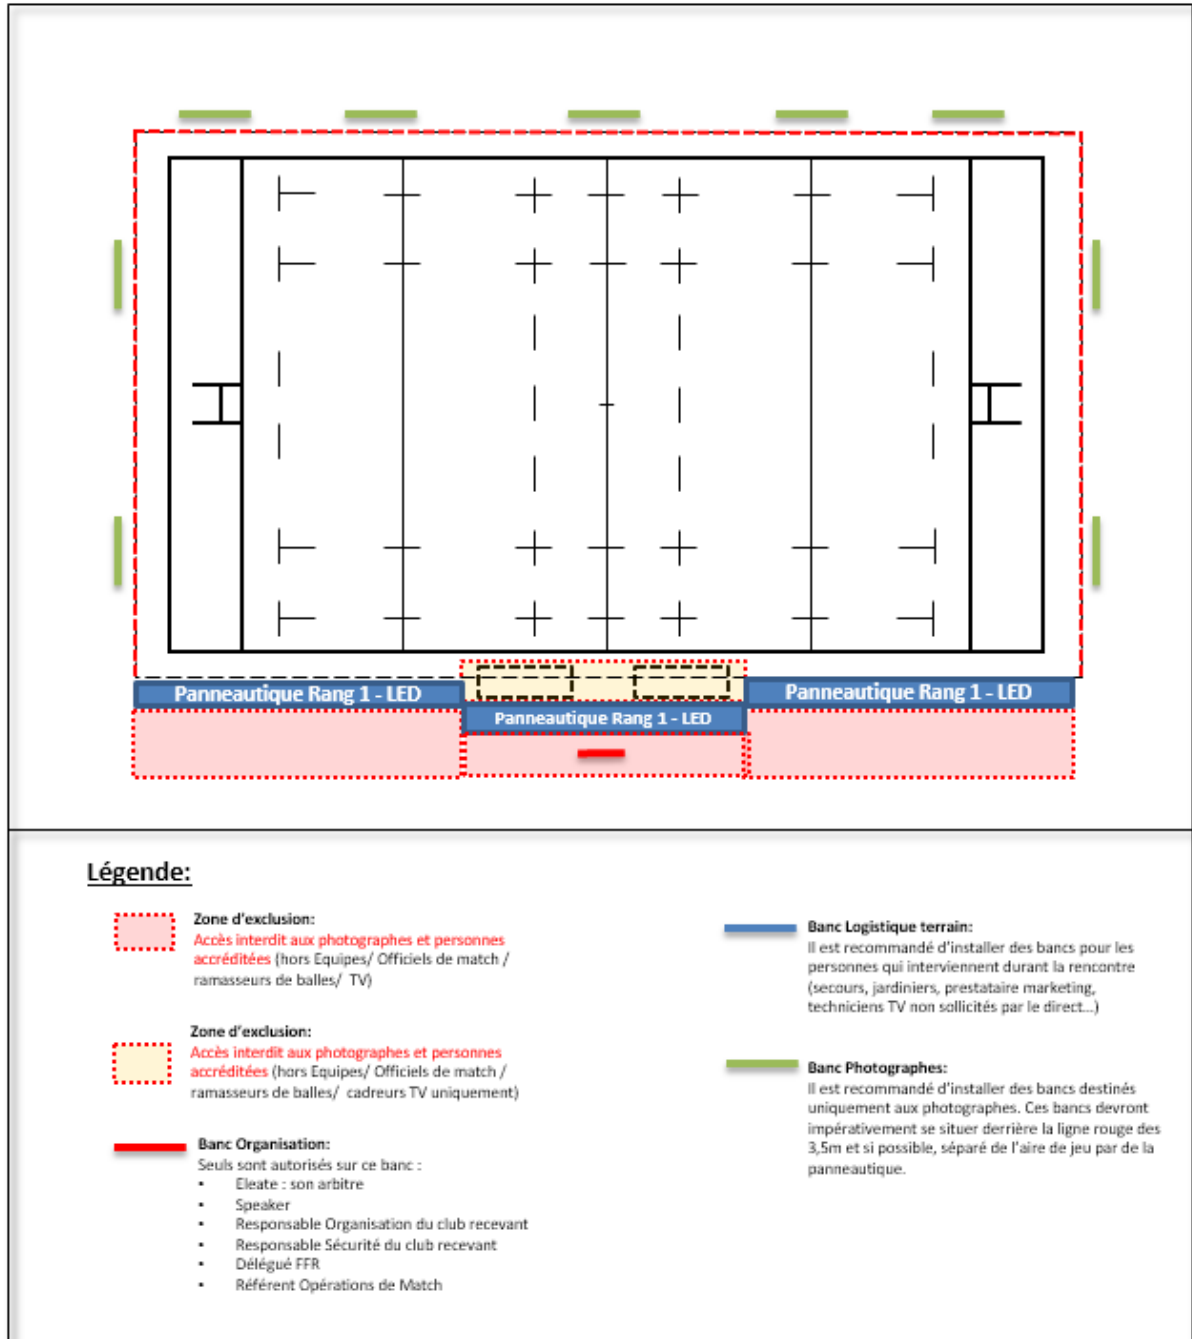 Panneautique Rang 1 - LED
Panneautique Rang 1 - LED
Panneautique Rang 1 - LED
Légende:
Zone d'exclusion:
Accès interdit aux photographes et personnes
accréditées (hors Equipes/ Officiels de match /
ramasseurs de balles/ TV)
Zone d'exclusion:
Accès interdit aux photographes et personnes
accréditées (hors Equipes/ Officiels de match /
ramasseurs de balles/ cadreurs TV uniquement)
Banc Organisation:
Seuls sont autorisés sur ce banc :
▪ Eleate : son arbitre
▪ Speaker
▪ Responsable Organisation du club recevant
▪ Responsable Sécurité du club recevant
▪ Délégué FFR
▪ Référent Opérations de Match
Banc Logistique terrain:
Il est recommandé d'installer des bancs pour les
personnes qui interviennent durant la rencontre
(secours, jardiniers, prestataire marketing,
techniciens TV non sollicités par le direct...)
Banc Photographes:
Il est recommandé d'installer des bancs destinés
uniquement aux photographes. Ces bancs devront
impérativement se situer derrière la ligne rouge des
3,5m et si possible, séparé de l'aire de jeu par de la
panneautique.